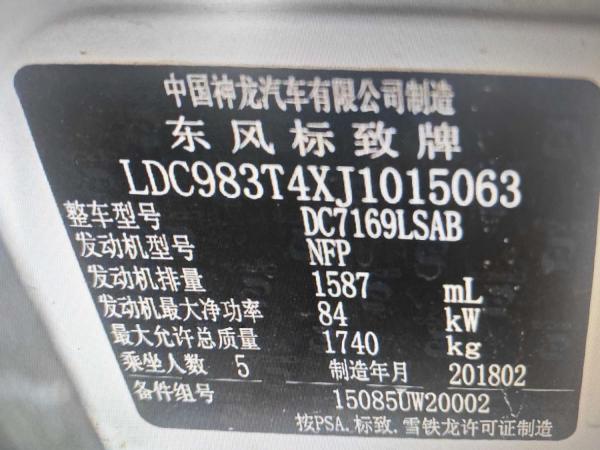 中国神龙汽车有限公司制造
东风标致牌
LDC983T4XJ1015063
整车型号 DC7169LSAB
发动机型号 NFP
发动机排量 1587 mL
发动机最大净功率 84 kW
最大允许总质量 1740 kg
乘坐人数 5 制造年月 201802
备件组号 15085UW20002
按PSA.标致.雪铁龙许可证制造